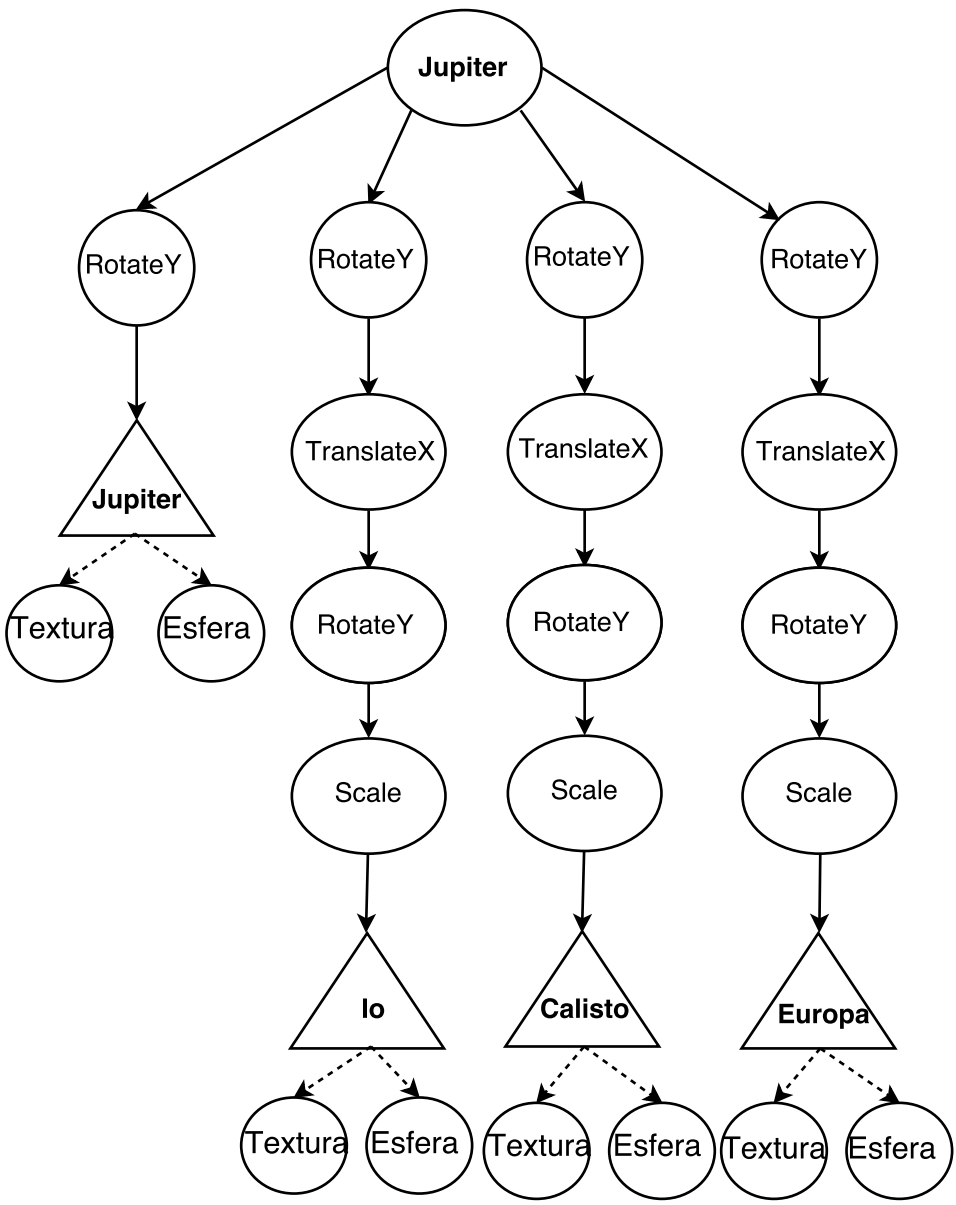 Jupiter
RotateY
RotateY
RotateY
RotateY
TranslateX
TranslateX
TranslateX
Jupiter
Textura
Esfera
RotateY
RotateY
RotateY
Scale
Scale
Scale
Io
Calisto
Europa
Textura
Esfera
Textura
Esfera
Textura
Esfera